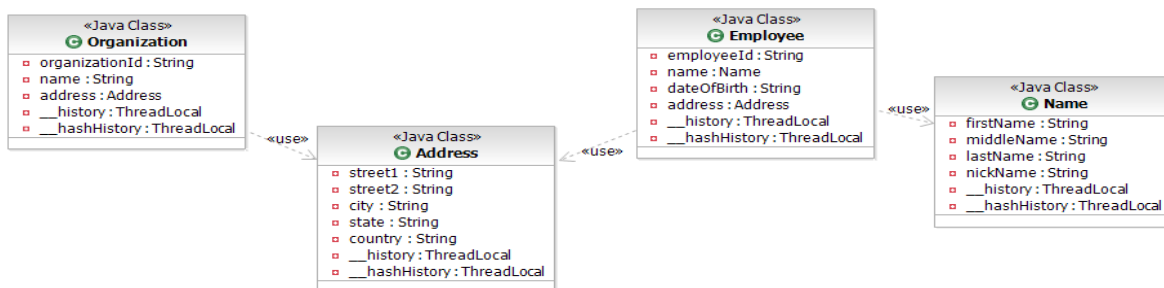 «Java Class»
C Organization
organizationId : String
name : String
address : Address
__history : ThreadLocal
__hashHistory : ThreadLocal
«use»
«Java Class»
C Address
street1 : String
street2 : String
city : String
state : String
country : String
__history : ThreadLocal
__hashHistory : ThreadLocal
«use»
«Java Class»
C Employee
employeeId : String
name : Name
dateOfBirth : String
address : Address
__history : ThreadLocal
__hashHistory : ThreadLocal
«use»
«Java Class»
C Name
firstName : String
middleName : String
lastName : String
nickName : String
__history : ThreadLocal
__hashHistory : ThreadLocal